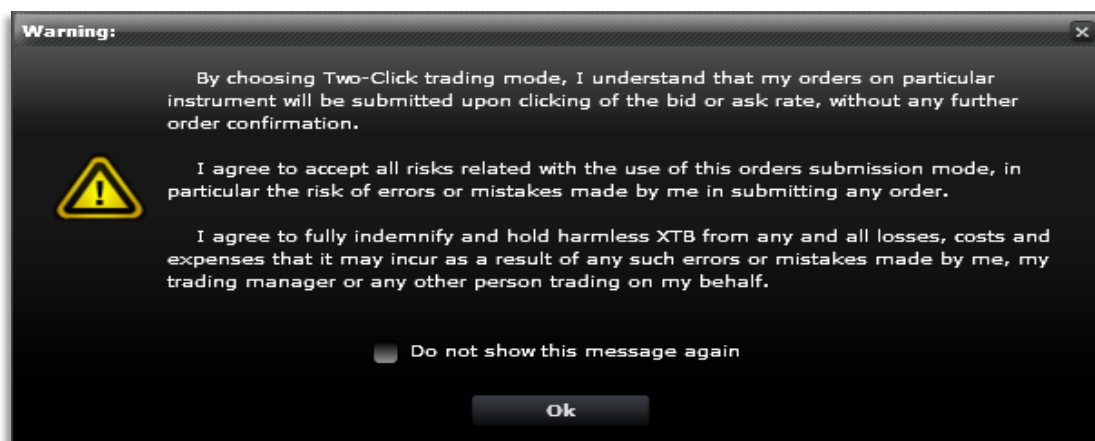 Warning:
By choosing Two-Click trading mode, I understand that my orders on particular
instrument will be submitted upon clicking of the bid or ask rate, without any further
order confirmation.
I agree to accept all risks related with the use of this orders submission mode, in
particular the risk of errors or mistakes made by me in submitting any order.
I agree to fully indemnify and hold harmless XTB from any and all losses, costs and
expenses that it may incur as a result of any such errors or mistakes made by me, my
trading manager or any other person trading on my behalf.
Do not show this message again
Ok